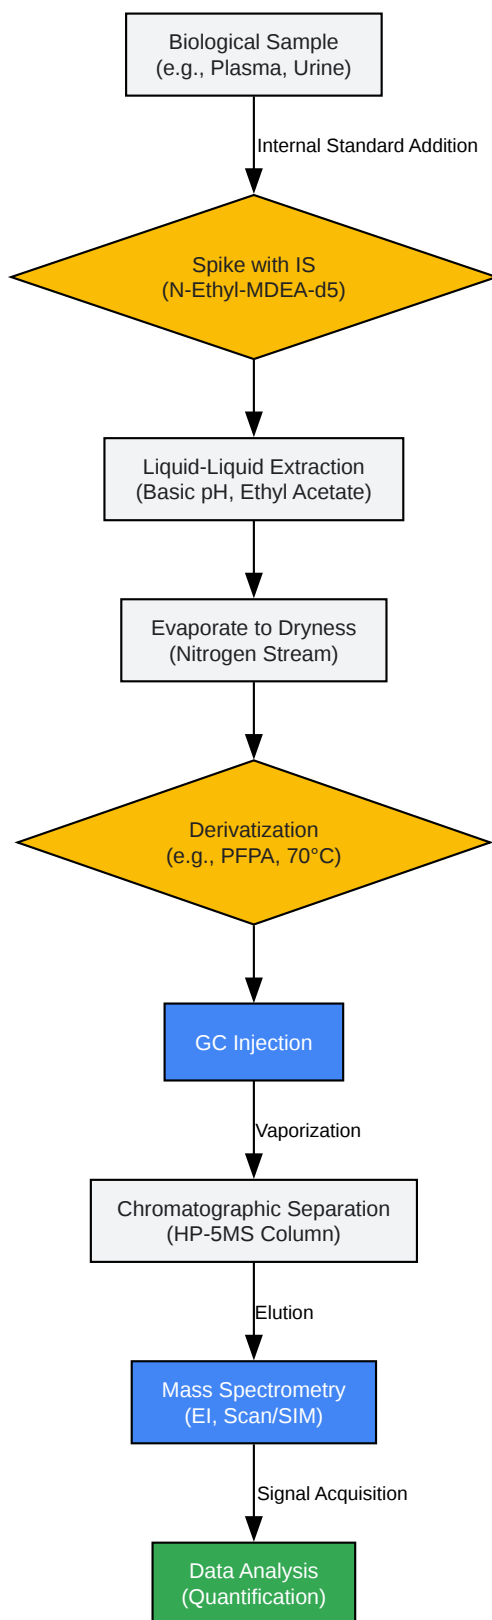 Biological Sample
(e.g., Plasma, Urine)
Internal Standard Addition
Spike with IS
(N-Ethyl-MDEA-d5)
Liquid-Liquid Extraction
(Basic pH, Ethyl Acetate)
Evaporate to Dryness
(Nitrogen Stream)
Derivatization
(e.g., PFPA, 70°C)
GC Injection
Vaporization
Chromatographic Separation
(HP-5MS Column)
Elution
Mass Spectrometry
(EI, Scan/SIM)
Signal Acquisition
Data Analysis
(Quantification)